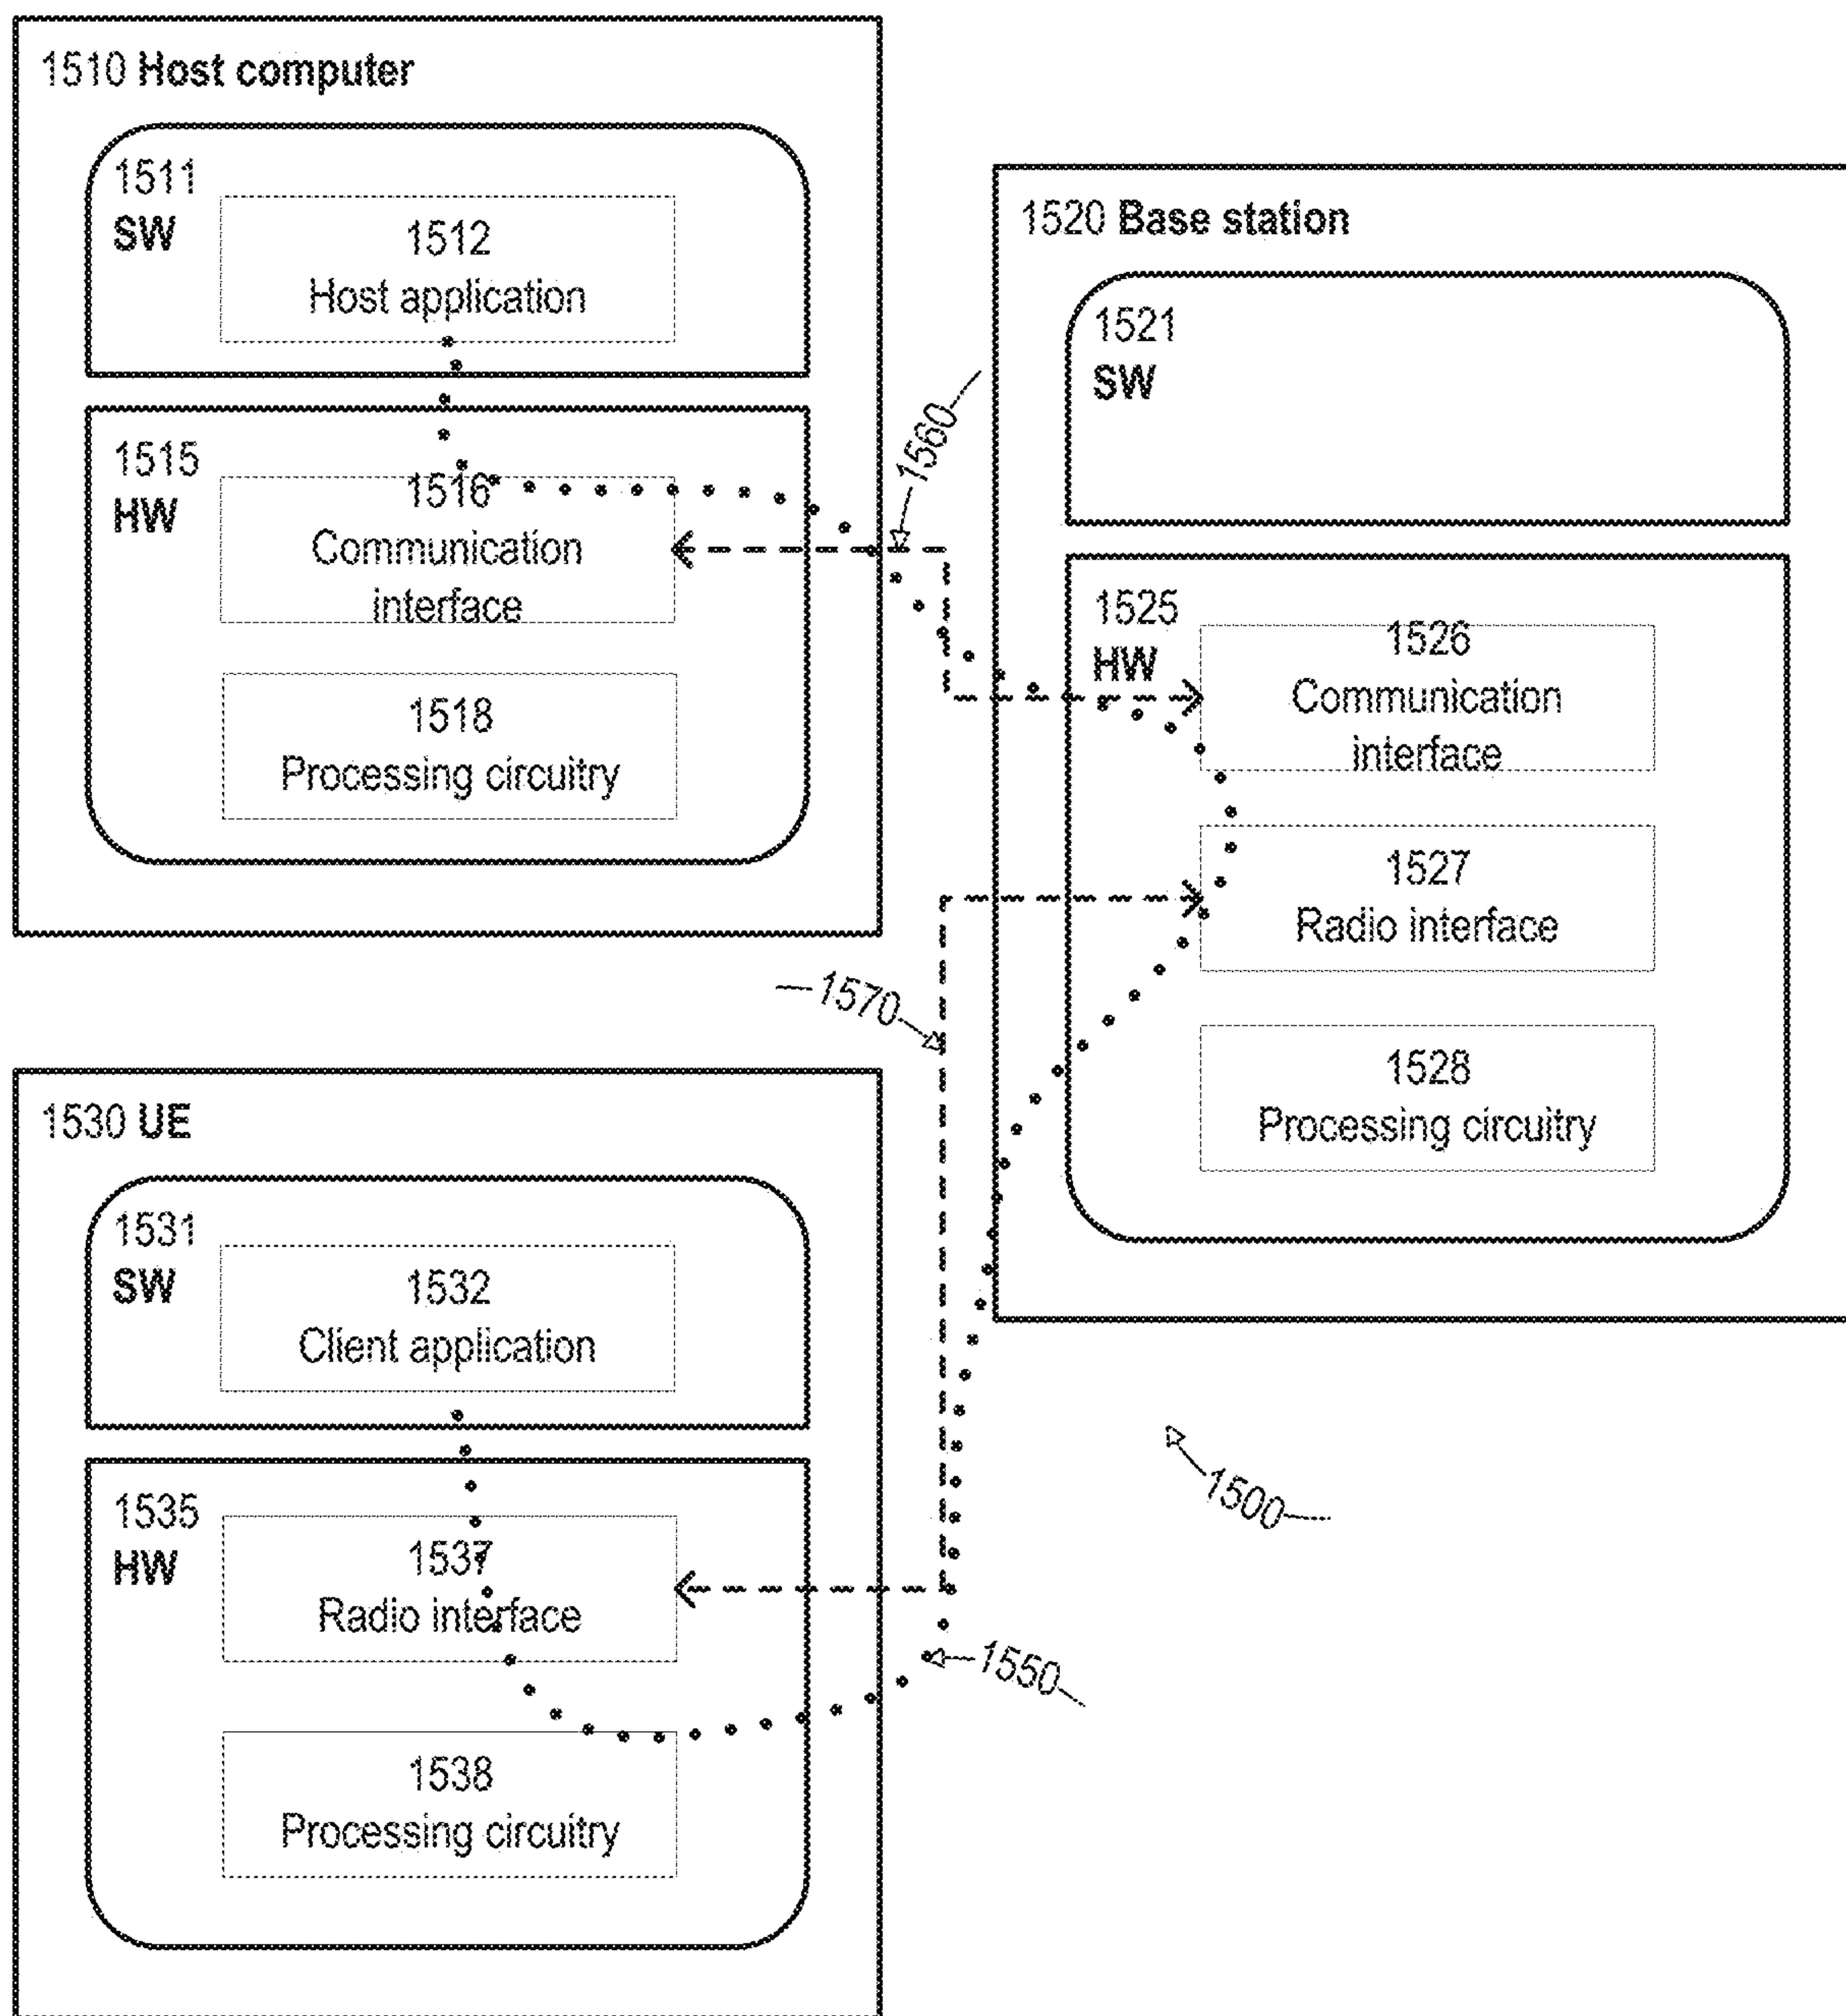 1510 Host computer
1511
SW
1512
Host application
1515
HW
1516
Communication
interface
1518
Processing circuitry
1560
1520 Base station
1521
SW
1525
HW
1526
Communication
interface
1527
Radio interface
1528
Processing circuitry
1570
1530 UE
1531
SW
1532
Client application
1535
HW
1537
Radio interface
1538
Processing circuitry
1500
1550